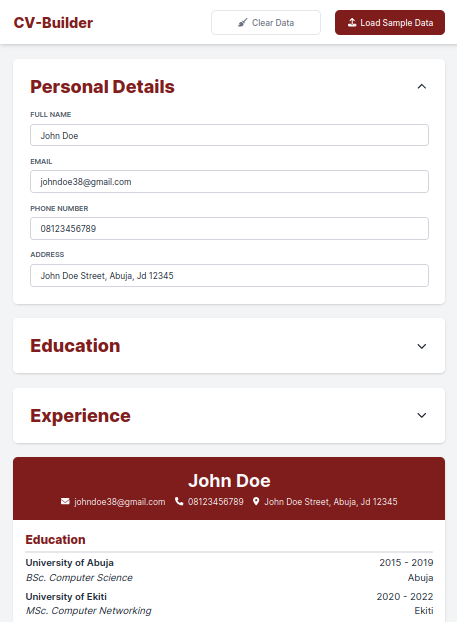 CV-Builder
Clear Data
Load Sample Data
Personal Details
FULL NAME
John Doe
EMAIL
johndoe38@gmail.com
PHONE NUMBER
08123456789
ADDRESS
John Doe Street, Abuja, Jd 12345
Education
Experience
John Doe
johndoe38@gmail.com 08123456789 John Doe Street, Abuja, Jd 12345
Education
University of Abuja 2015 - 2019
BSc. Computer Science Abuja
University of Ekiti 2020 - 2022
MSc. Computer Networking Ekiti